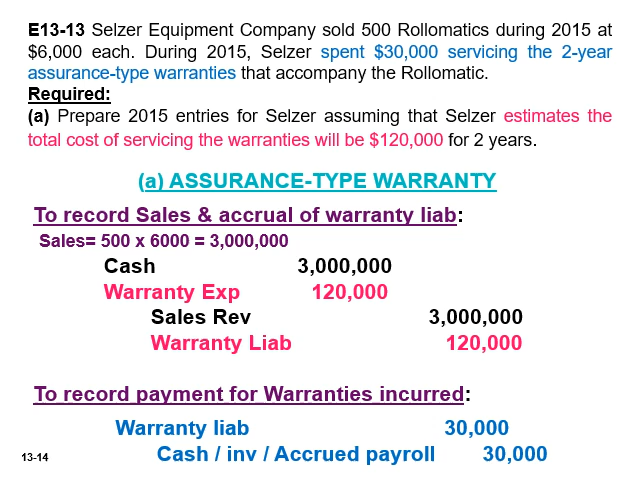 E13-13 Selzer Equipment Company sold 500 Rollomatics during 2015 at
$6,000 each. During 2015, Selzer spent $30,000 servicing the 2-year
assurance-type warranties that accompany the Rollomatic.
Required:
(a) Prepare 2015 entries for Selzer assuming that Selzer estimates the
total cost of servicing the warranties will be $120,000 for 2 years.
(a) ASSURANCE-TYPE WARRANTY
To record Sales & accrual of warranty liab:
Sales= 500 x 6000 = 3,000,000
Cash 3,000,000
Warranty Exp 120,000
Sales Rev 3,000,000
Warranty Liab 120,000
To record payment for Warranties incurred:
Warranty liab 30,000
Cash / inv / Accrued payroll 30,000
13-14